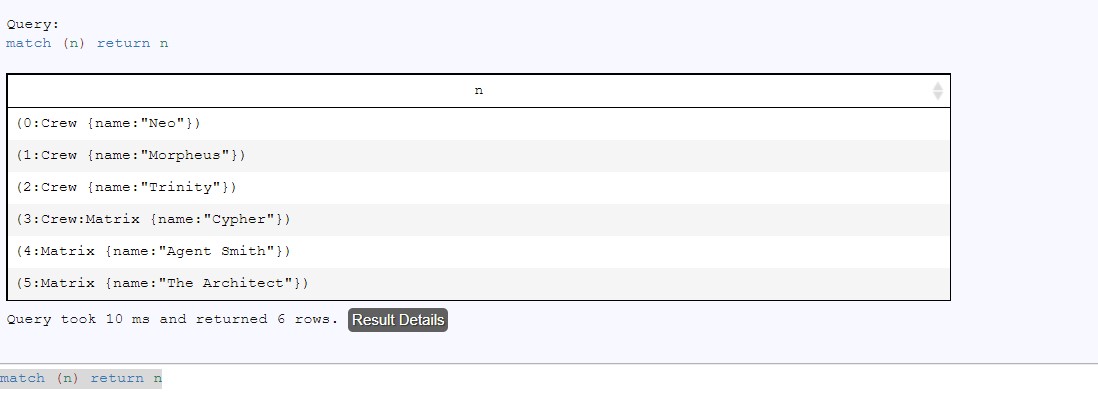 Query:
match (n) return n
n
(0:Crew {name:"Neo"})
(1:Crew {name:"Morpheus"})
(2:Crew {name:"Trinity"})
(3:Crew:Matrix {name:"Cypher"})
(4:Matrix {name:"Agent Smith"})
(5:Matrix {name:"The Architect"})
Query took 10 ms and returned 6 rows. Result Details
match (n) return n